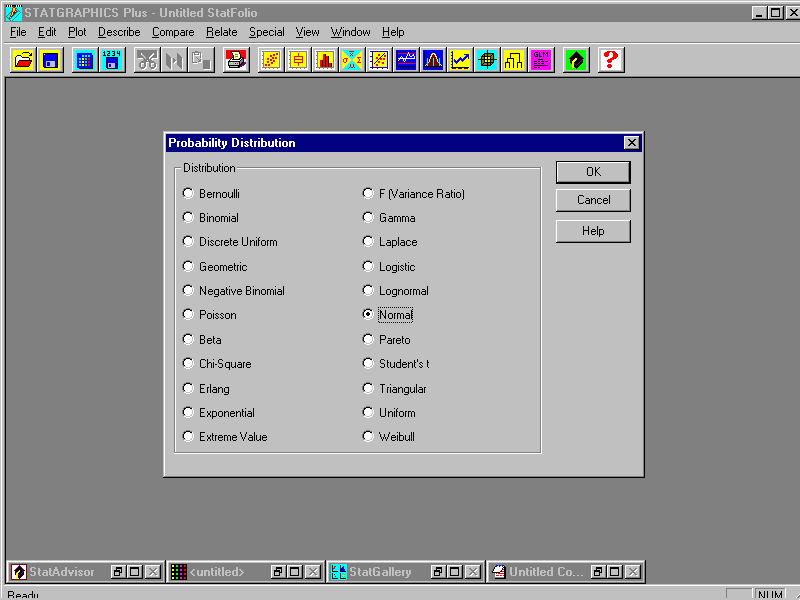 STATGRAPHICS Plus - Untitled StatFolio
File Edit Plot Describe Compare Relate Special View Window Help
1234
GLM
?
Probability Distribution
Distribution
Bernoulli
Binomial
Discrete Uniform
Geometric
Negative Binomial
Poisson
Beta
Chi-Square
Erlang
Exponential
Extreme Value
F (Variance Ratio)
Gamma
Laplace
Logistic
Lognormal
Normal
Pareto
Student's t
Triangular
Uniform
Weibull
OK
Cancel
Help
StatAdvisor
<untitled>
StatGallery
Untitled Co...
Ready
NUM